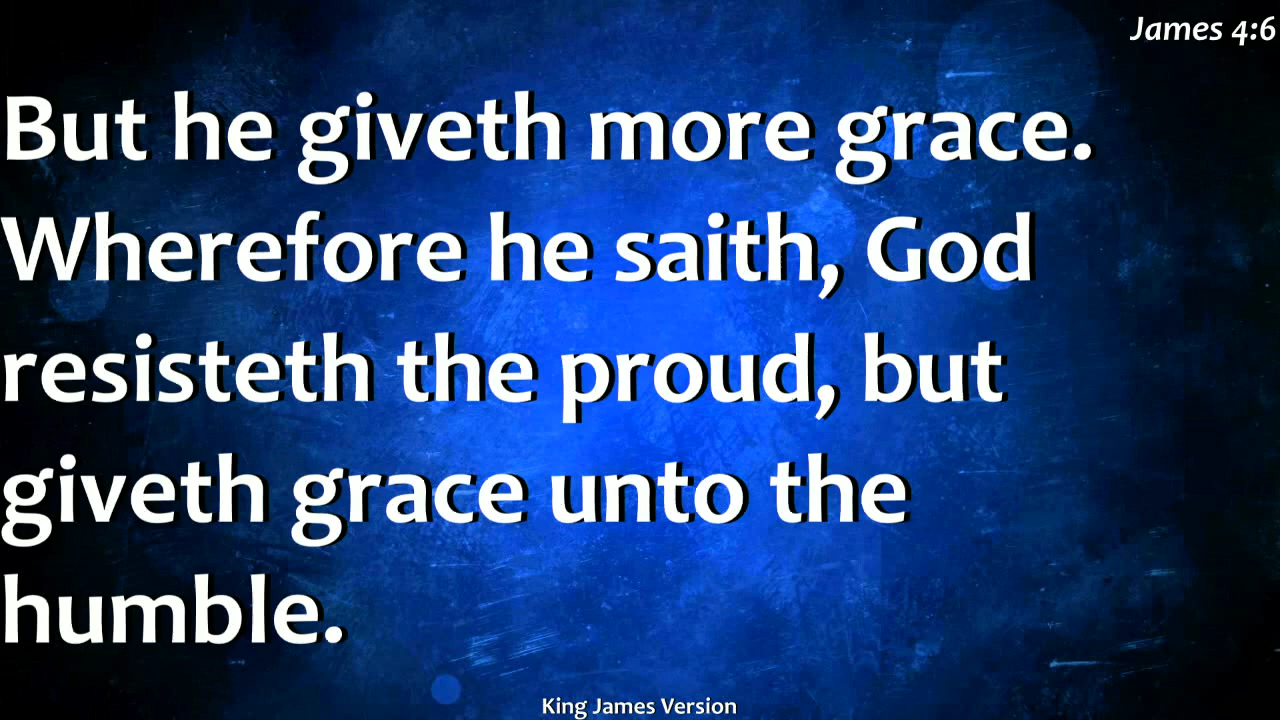 James 4:6
But he giveth more grace.
Wherefore he saith, God
resisteth the proud, but
giveth grace unto the
humble.
King James Version